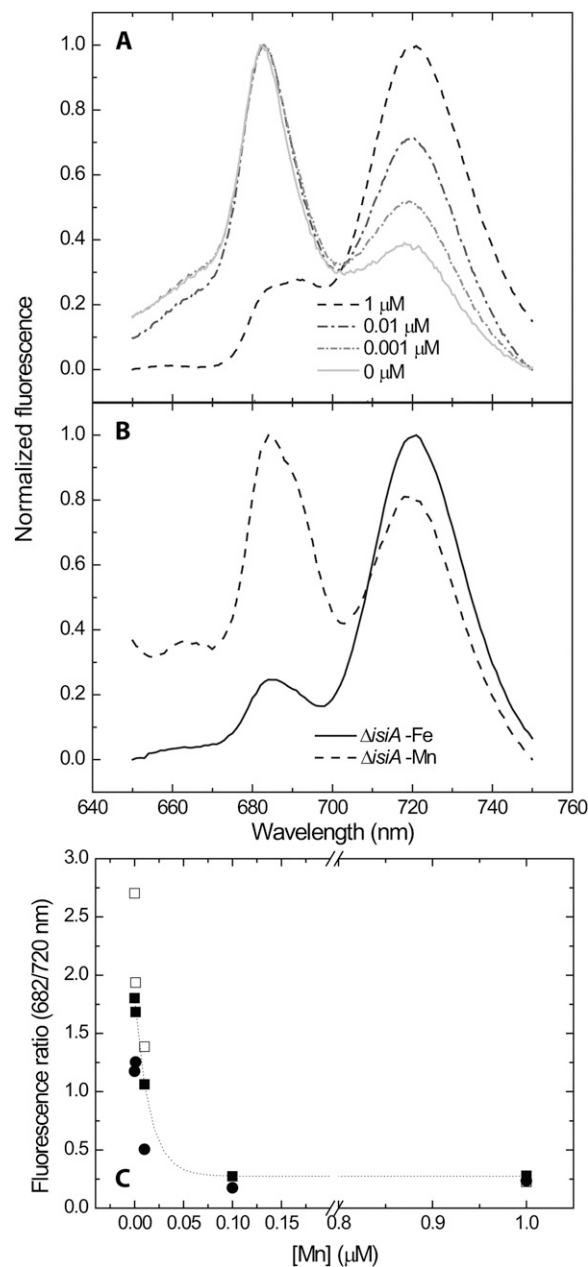 A
1.0
0.8
0.6
0.4
0.2
0.0
1 μM
0.01 μM
0.001 μM
0 μM
Normalized fluorescence
B
1.0
0.8
0.6
0.4
0.2
0.0
ΔisiA -Fe
ΔisiA -Mn
640 660 680 700 720 740 760
Wavelength (nm)
3.0
2.5
2.0
1.5
1.0
0.5
0.0
Fluorescence ratio (682/720 nm)
C
0.00 0.05 0.10 0.15 0.8 0.9 1.0
[Mn] (μM)